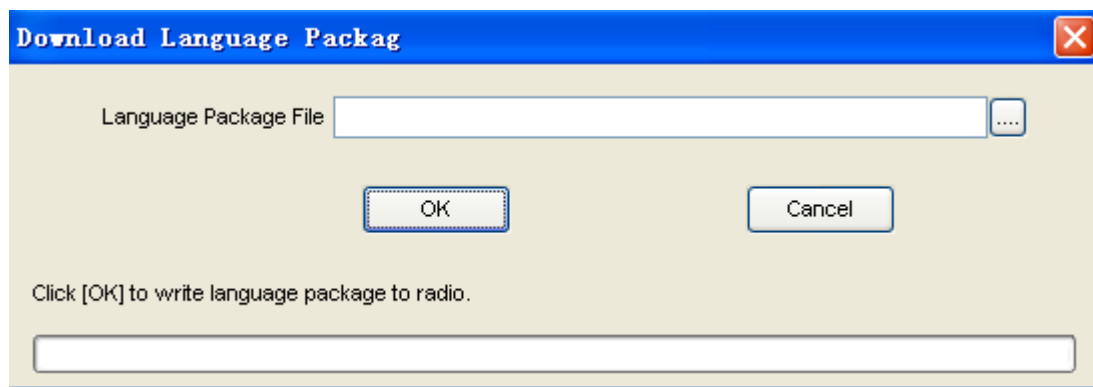 Download Language Packag
Language Package File
....
OK
Cancel
Click [OK] to write language package to radio.